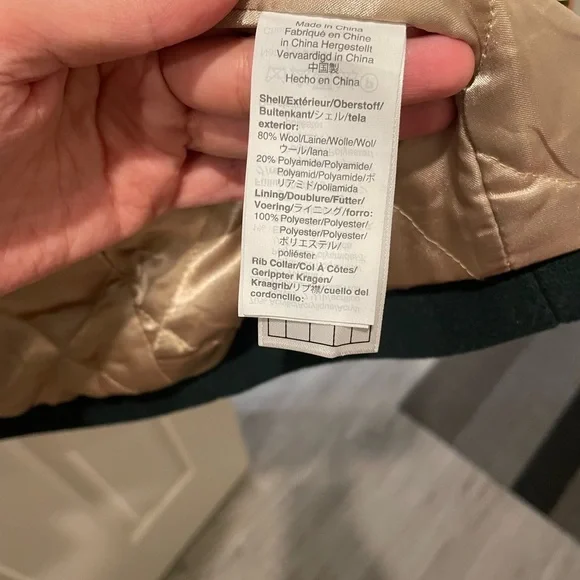 Made in China
Fabriqué en Chine
in China Hergestellt
Vervaardigd in China
中国製
Hecho en China
Shell/Extérieur/Oberstoff/
Buitenkant/シェル/tela
exterior:
80% Wool/Laine/Wolle/Wol/
ウール/lana
20% Polyamide/Polyamide/
Polyamid/Polyamide/ポ
リアミド/poliamida
Lining/Doublure/Futter/
Voering/ライニング/forro:
100% Polyester/Polyester/
Polyester/Polyester/
ポリエステル/
poliéster
Rib Collar/Col À Côtes/
Gerippter Kragen/
Kraagrib/リブ襟/cuello del
cordoncillo: